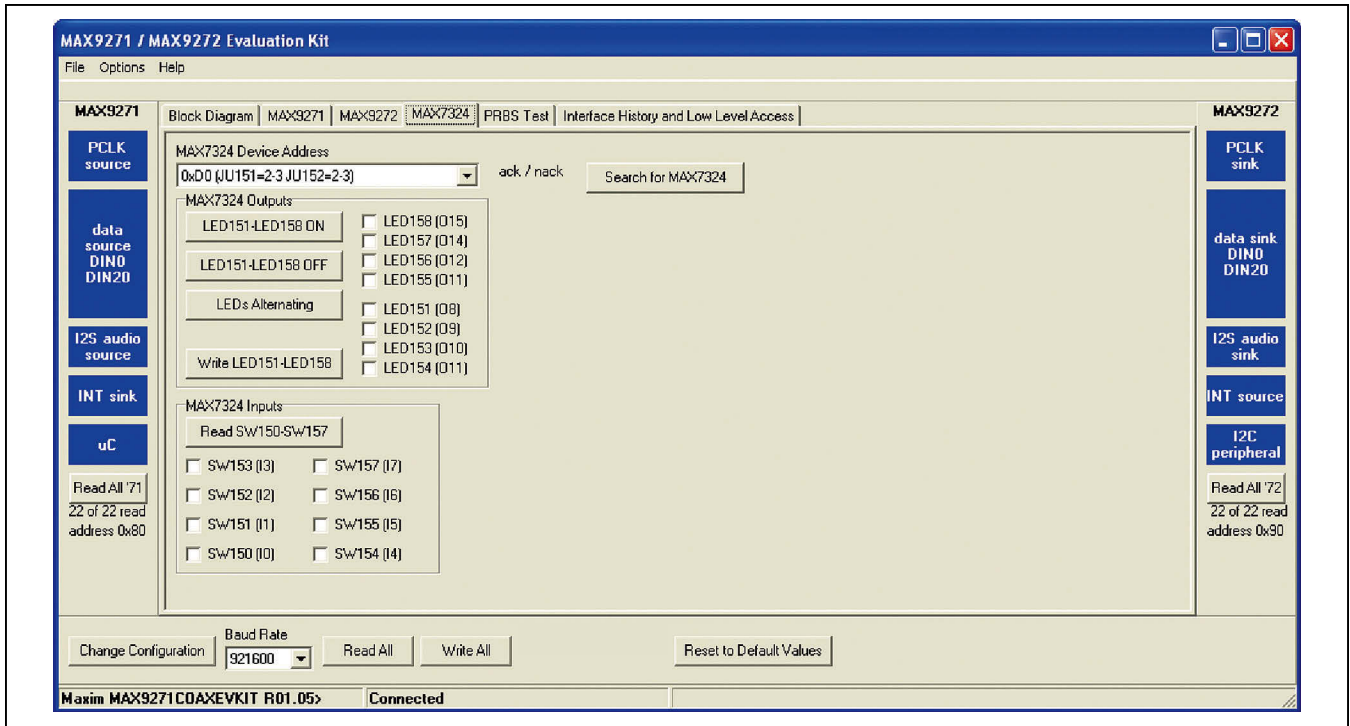 MAX9271 / MAX9272 Evaluation Kit
File Options Help
MAX9271
Block Diagram MAX9271 MAX9272 MAX7324 PRBS Test Interface History and Low Level Access
MAX9272
PCLK
source
data
source
DIN0
DIN20
I2S audio
source
INT sink
uC
Read All '71
22 of 22 read
address 0x80
MAX7324 Device Address
0xD0 (JU151=2-3 JU152=2-3)
ack / nack
Search for MAX7324
MAX7324 Outputs
LED151-LED158 ON
LED151-LED158 OFF
LEDs Alternating
Write LED151-LED158
LED158 (O15)
LED157 (O14)
LED156 (O12)
LED155 (O11)
LED151 (O8)
LED152 (O9)
LED153 (O10)
LED154 (O11)
MAX7324 Inputs
Read SW150-SW157
SW153 (I3) SW157 (I7)
SW152 (I2) SW156 (I6)
SW151 (I1) SW155 (I5)
SW150 (I0) SW154 (I4)
PCLK
sink
data sink
DIN0
DIN20
I2S audio
sink
INT source
I2C
peripheral
Read All '72
22 of 22 read
address 0x90
Change Configuration
Baud Rate
921600
Read All
Write All
Reset to Default Values
Maxim MAX9271COAXEVKIT R01.05> Connected